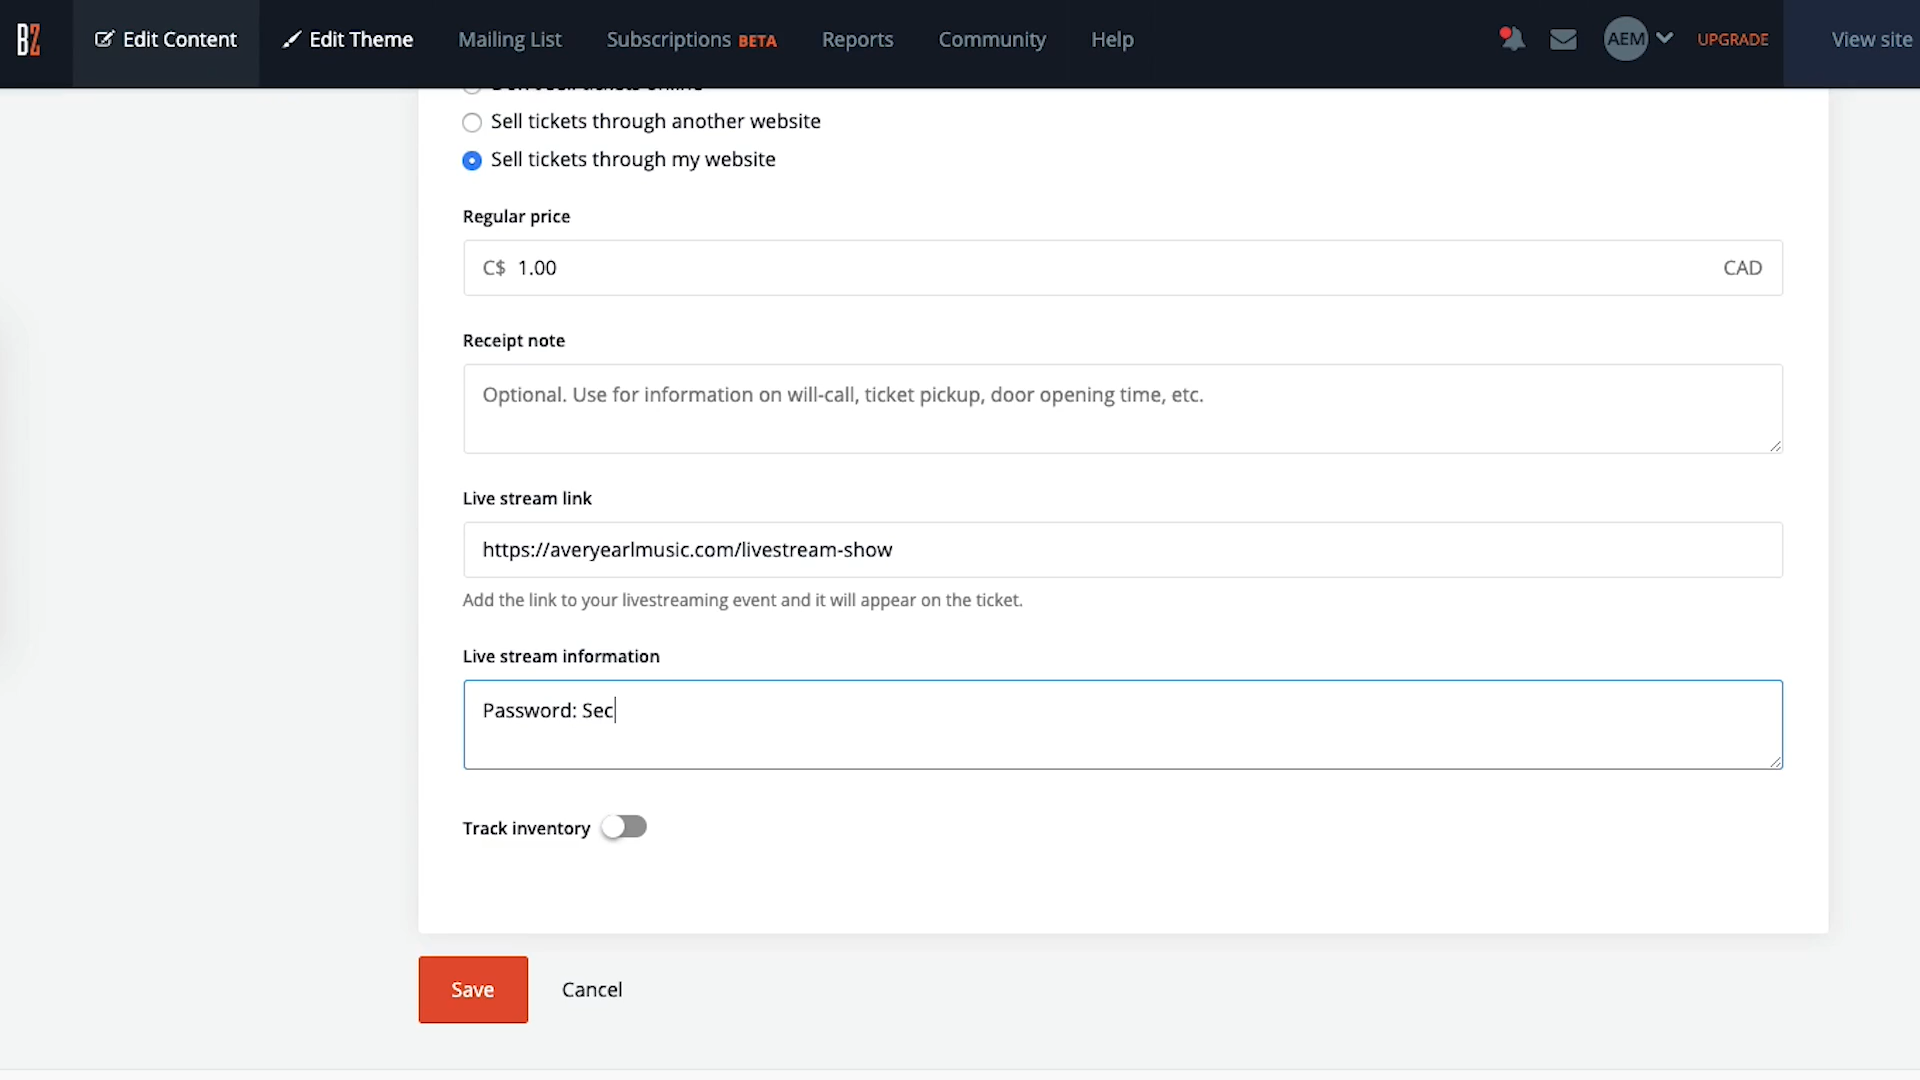 BZ
Edit Content
Edit Theme
Mailing List
Subscriptions BETA
Reports
Community
Help
AEM
UPGRADE
View site
Sell tickets through another website
Sell tickets through my website
Regular price
C$ 1.00
CAD
Receipt note
Optional. Use for information on will-call, ticket pickup, door opening time, etc.
Live stream link
https://averyearlmusic.com/livestream-show
Add the link to your livestreaming event and it will appear on the ticket.
Live stream information
Password: Sec
Track inventory
Save
Cancel